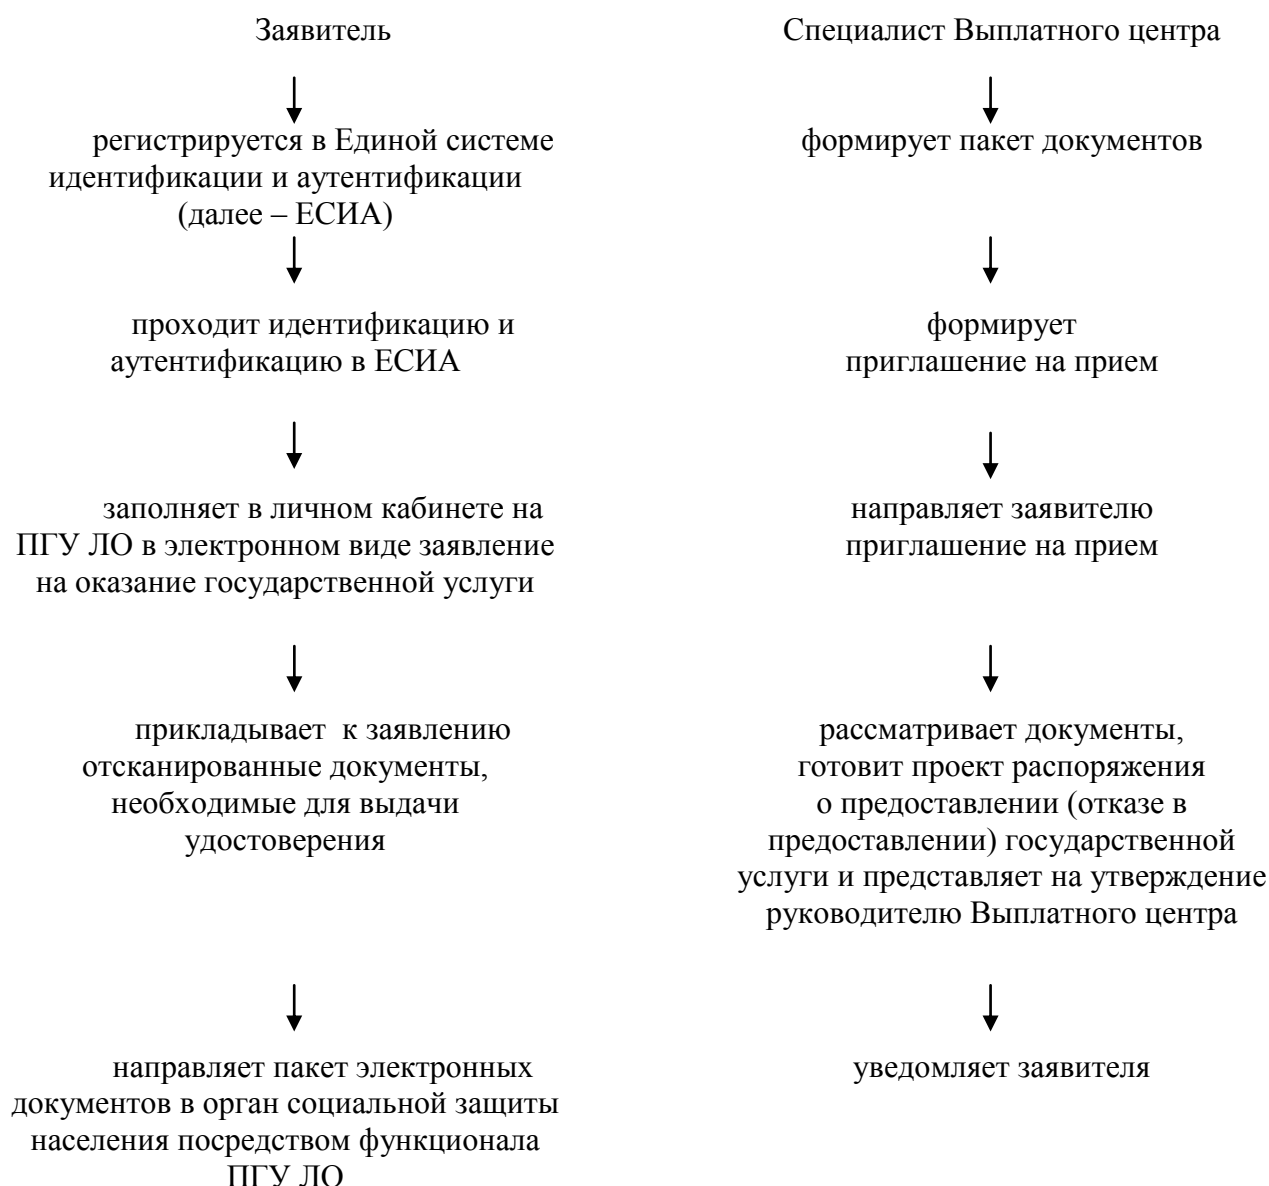 Заявитель
регистрируется в Единой системе
идентификации и аутентификации
(далее – ЕСИА)
проходит идентификацию и
аутентификацию в ЕСИА
заполняет в личном кабинете на
ПГУ ЛО в электронном виде заявление
на оказание государственной услуги
прикладывает к заявлению
отсканированные документы,
необходимые для выдачи
удостоверения
направляет пакет электронных
документов в орган социальной защиты
населения посредством функционала
ПГУ ЛО
Специалист Выплатного центра
формирует пакет документов
формирует
приглашение на прием
направляет заявителю
приглашение на прием
рассматривает документы,
готовит проект распоряжения
о предоставлении (отказе в
предоставлении) государственной
услуги и представляет на утверждение
руководителю Выплатного центра
уведомляет заявителя